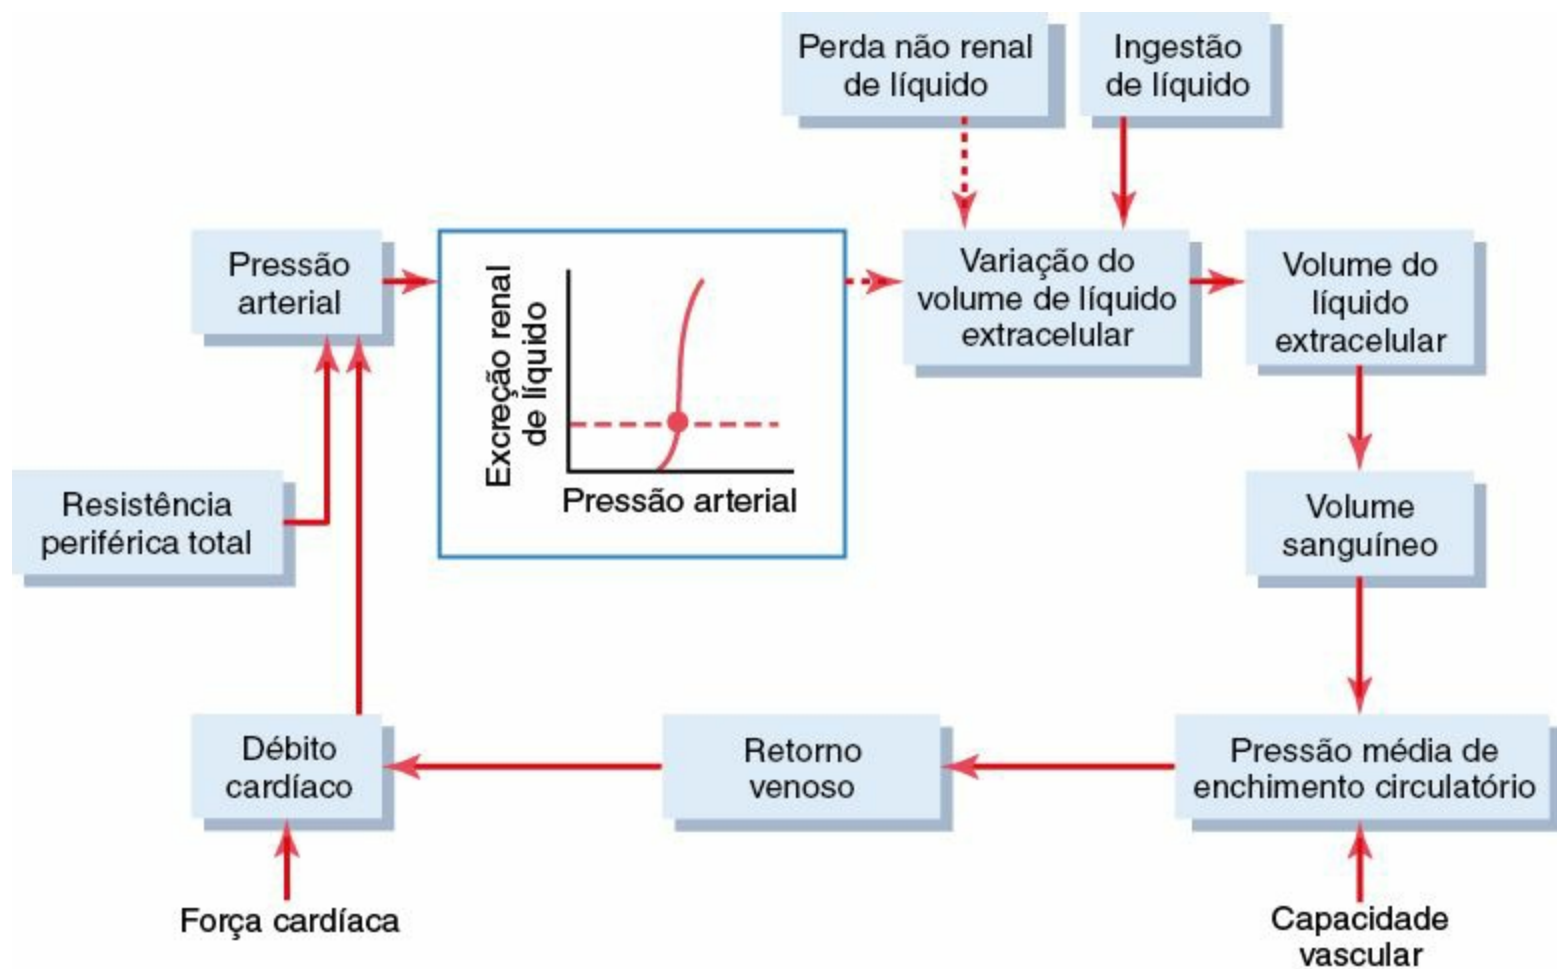 Perda não renal
de líquido
Ingestão
de líquido
Pressão
arterial
Excreção renal
de líquido
Pressão arterial
Variação do
volume de líquido
extracelular
Volume do
líquido
extracelular
Resistência
periférica total
Volume
sanguíneo
Débito
cardíaco
Retorno
venoso
Pressão média de
enchimento circulatório
Força cardíaca
Capacidade
vascular